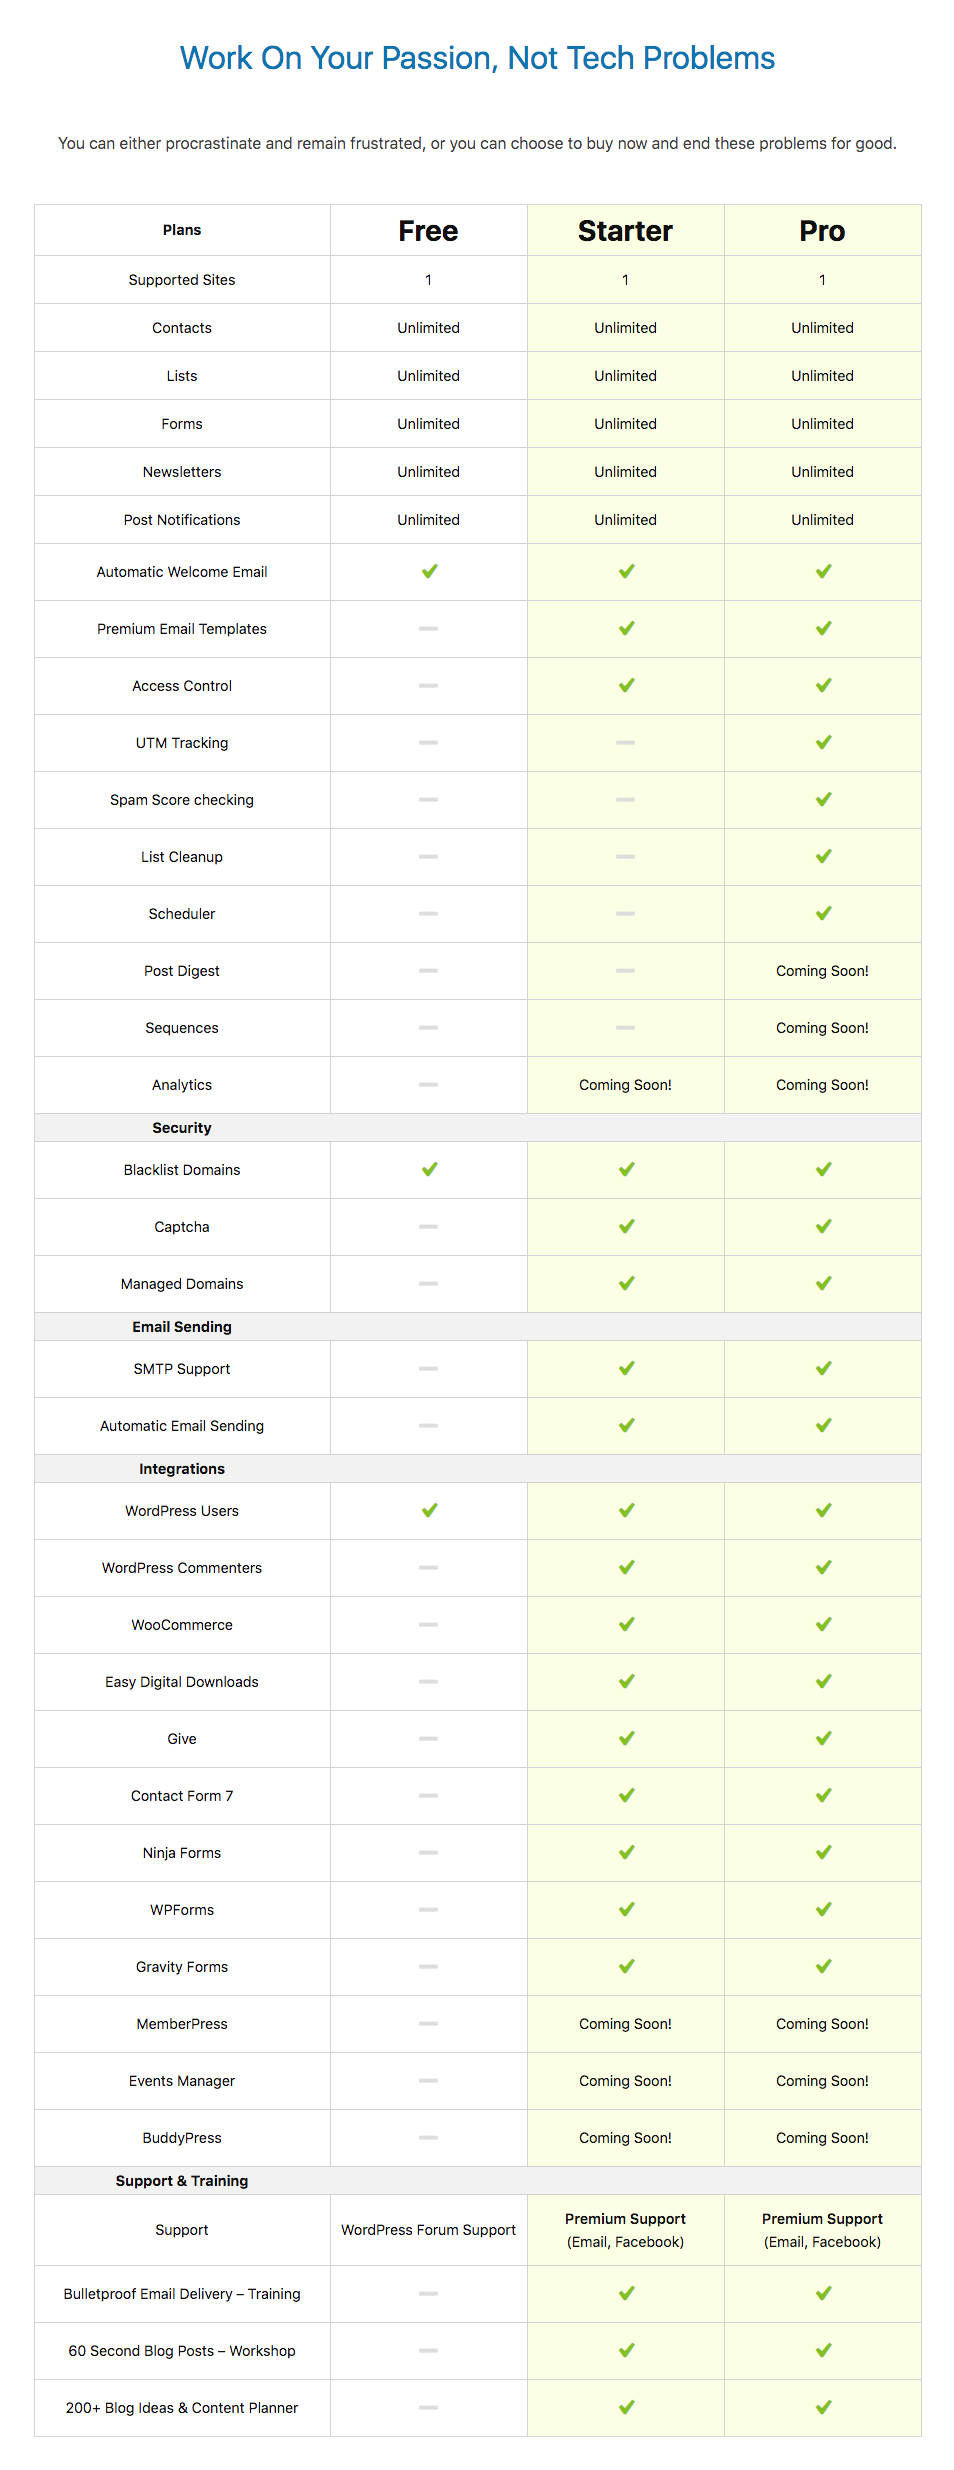 Work On Your Passion, Not Tech Problems
You can either procrastinate and remain frustrated, or you can choose to buy now and end these problems for good.
Plans Free Starter Pro
Supported Sites 1 1 1
Contacts Unlimited Unlimited Unlimited
Lists Unlimited Unlimited Unlimited
Forms Unlimited Unlimited Unlimited
Newsletters Unlimited Unlimited Unlimited
Post Notifications Unlimited Unlimited Unlimited
Automatic Welcome Email
Premium Email Templates
Access Control
UTM Tracking
Spam Score checking
List Cleanup
Scheduler
Post Digest Coming Soon!
Sequences Coming Soon!
Analytics Coming Soon! Coming Soon!
Security
Blacklist Domains
Captcha
Managed Domains
Email Sending
SMTP Support
Automatic Email Sending
Integrations
WordPress Users
WordPress Commenters
WooCommerce
Easy Digital Downloads
Give
Contact Form 7
Ninja Forms
WPForms
Gravity Forms
MemberPress Coming Soon! Coming Soon!
Events Manager Coming Soon! Coming Soon!
BuddyPress Coming Soon! Coming Soon!
Support & Training
Support WordPress Forum Support Premium Support Premium Support
(Email, Facebook) (Email, Facebook)
Bulletproof Email Delivery – Training
60 Second Blog Posts – Workshop
200+ Blog Ideas & Content Planner